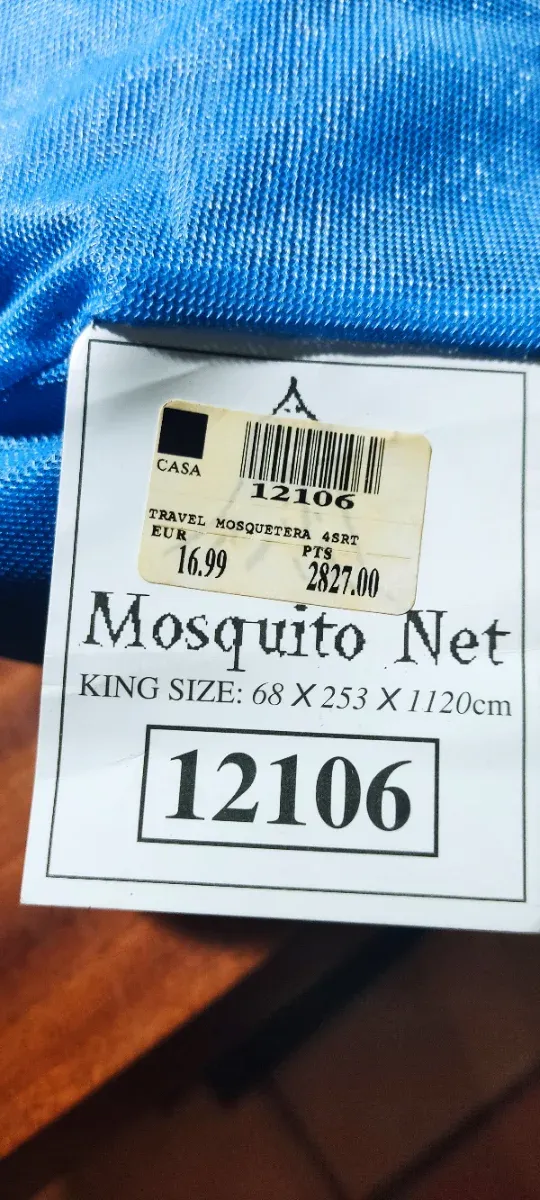 CASA
12106
TRAVEL MOSQUETERA 4SRT
EUR PTS
16.99 2827.00
Mosquito Net
KING SIZE: 68 X 253 X 1120cm
12106